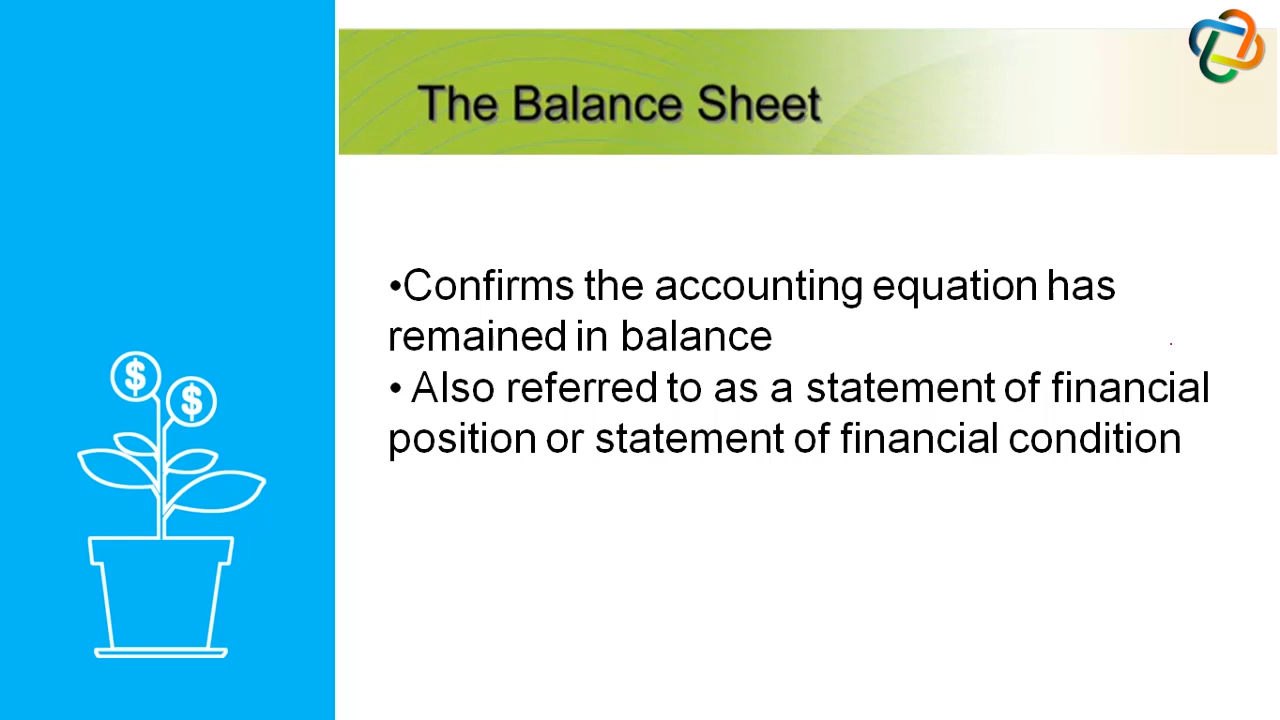 The Balance Sheet
•Confirms the accounting equation has
remained in balance
• Also referred to as a statement of financial
position or statement of financial condition
$
$